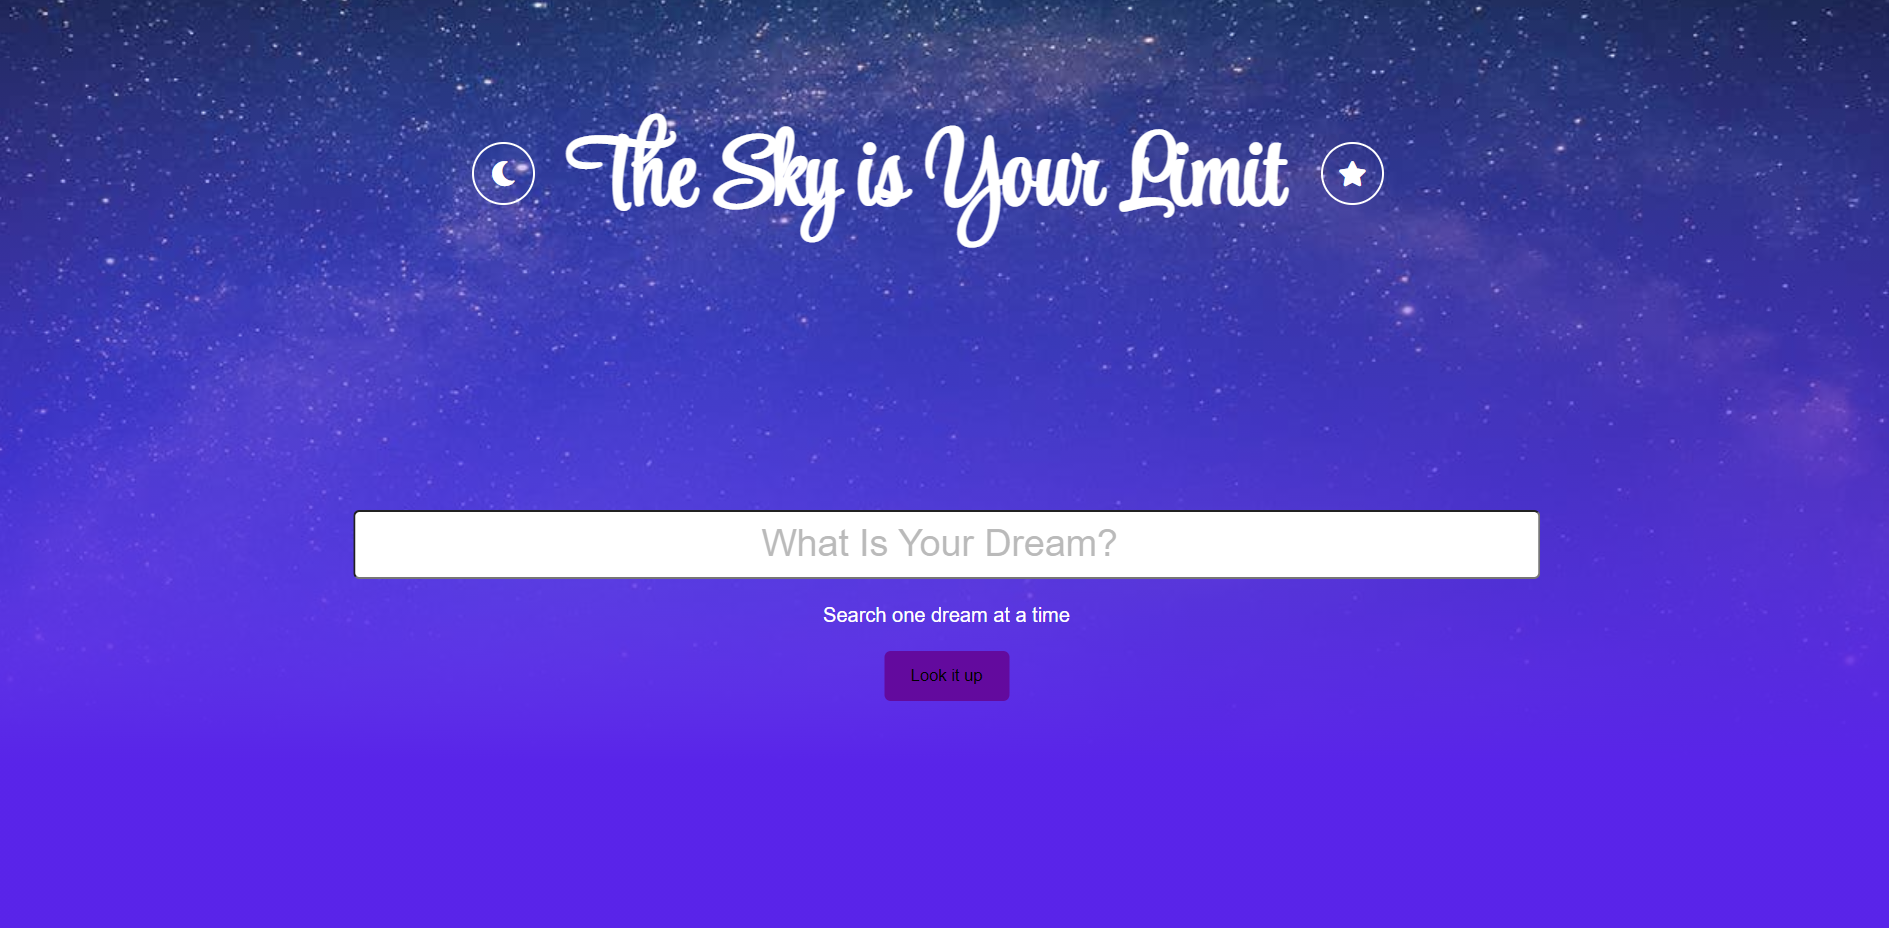 The Sky is Your Limit
What Is Your Dream?
Search one dream at a time
Look it up